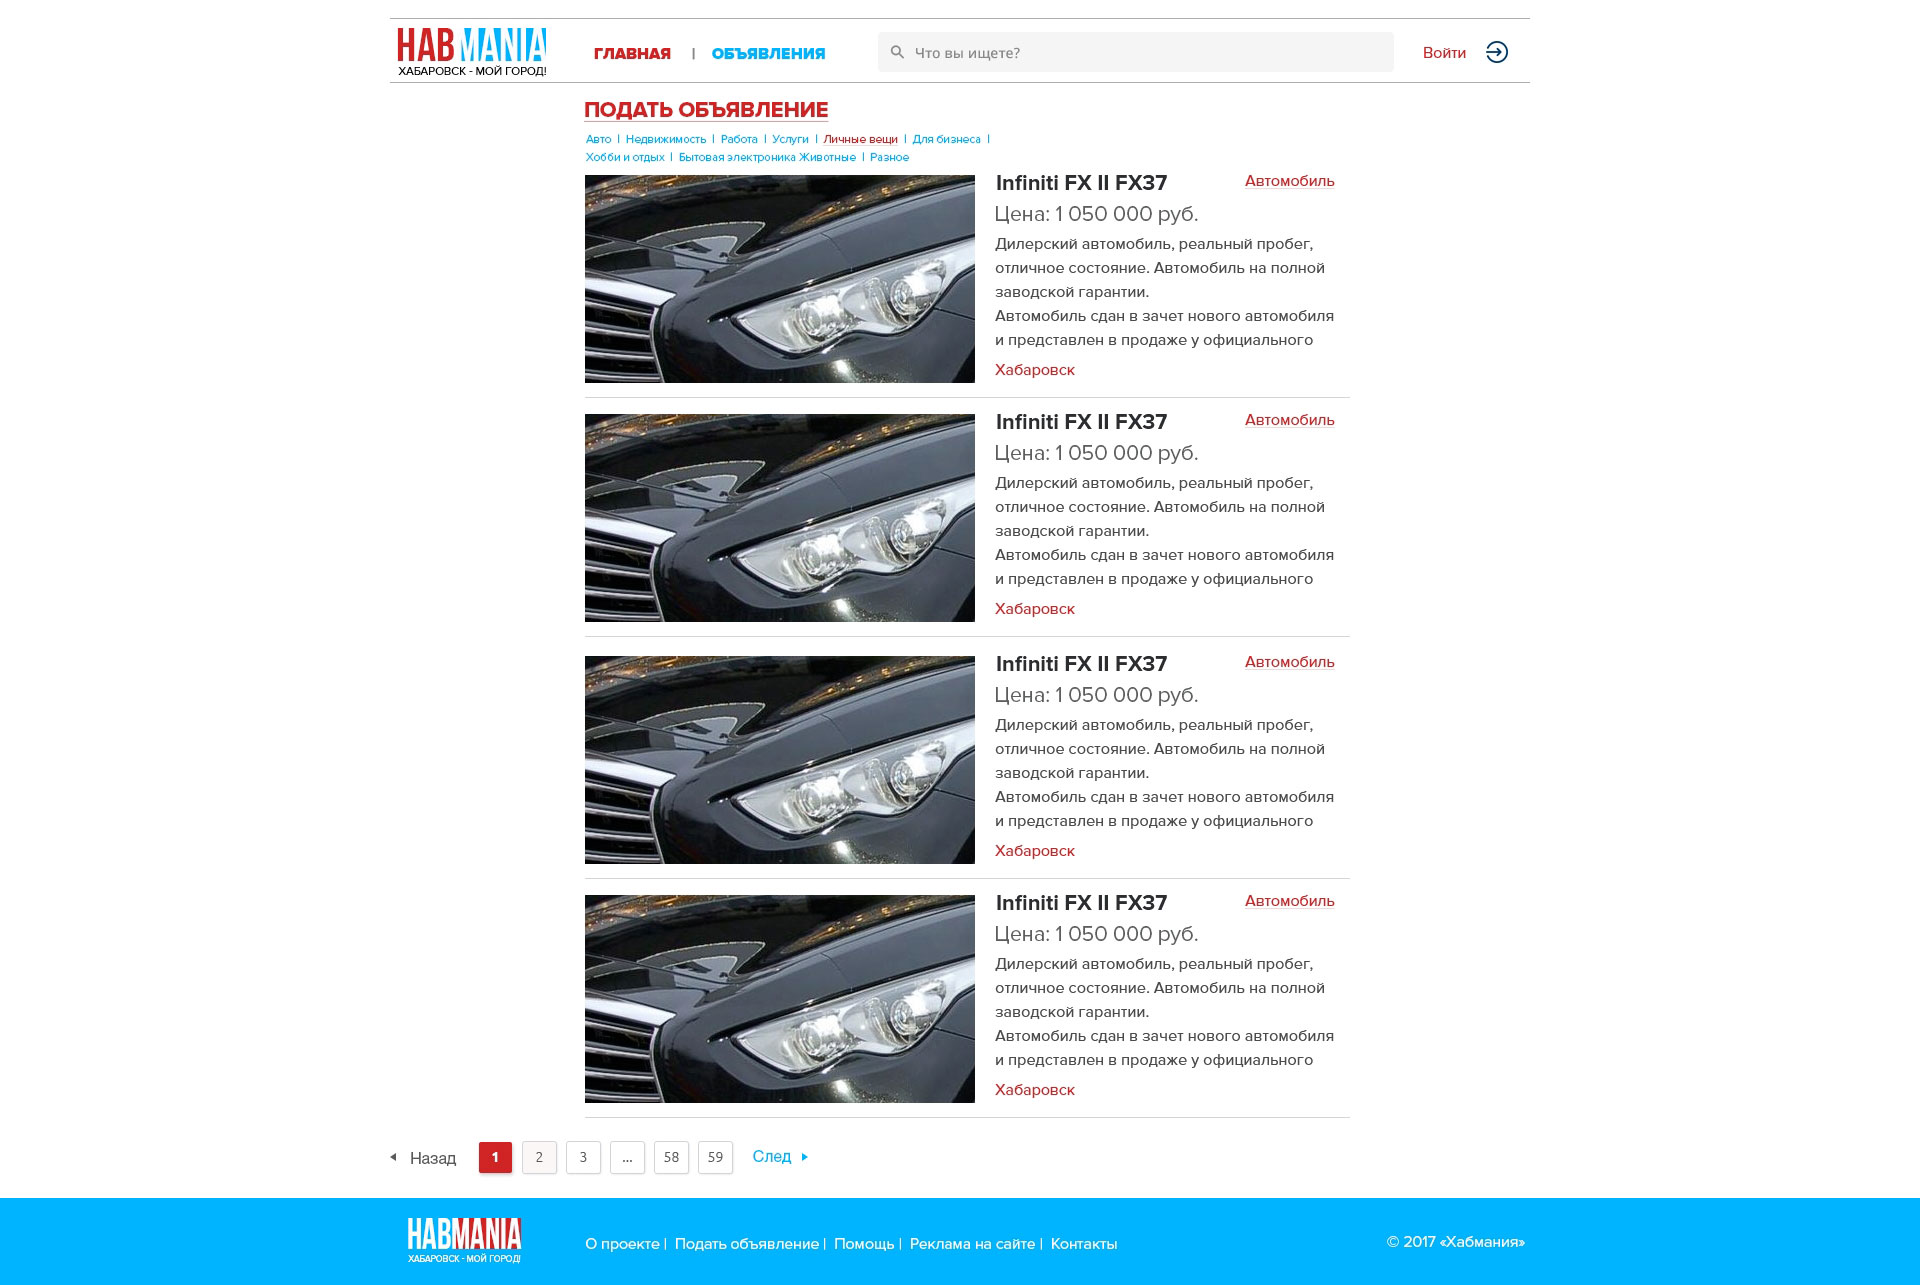 HABMANIA
ХАБАРОВСК - МОЙ ГОРОД!
ГЛАВНАЯ | ОБЪЯВЛЕНИЯ
Что вы ищете?
Войти
ПОДАТЬ ОБЪЯВЛЕНИЕ
Авто | Недвижимость | Работа | Услуги | Личные вещи | Для бизнеса |
Хобби и отдых | Бытовая электроника Животные | Разное
Infiniti FX II FX37
Автомобиль
Цена: 1 050 000 руб.
Дилерский автомобиль, реальный пробег,
отличное состояние. Автомобиль на полной
заводской гарантии.
Автомобиль сдан в зачет нового автомобиля
и представлен в продаже у официального
Хабаровск
Infiniti FX II FX37
Автомобиль
Цена: 1 050 000 руб.
Дилерский автомобиль, реальный пробег,
отличное состояние. Автомобиль на полной
заводской гарантии.
Автомобиль сдан в зачет нового автомобиля
и представлен в продаже у официального
Хабаровск
Infiniti FX II FX37
Автомобиль
Цена: 1 050 000 руб.
Дилерский автомобиль, реальный пробег,
отличное состояние. Автомобиль на полной
заводской гарантии.
Автомобиль сдан в зачет нового автомобиля
и представлен в продаже у официального
Хабаровск
Infiniti FX II FX37
Автомобиль
Цена: 1 050 000 руб.
Дилерский автомобиль, реальный пробег,
отличное состояние. Автомобиль на полной
заводской гарантии.
Автомобиль сдан в зачет нового автомобиля
и представлен в продаже у официального
Хабаровск
Назад 1 2 3 ... 58 59 След
HABMANIA
ХАБАРОВСК - МОЙ ГОРОД!
О проекте | Подать объявление | Помощь | Реклама на сайте | Контакты
© 2017 «Хабмания»